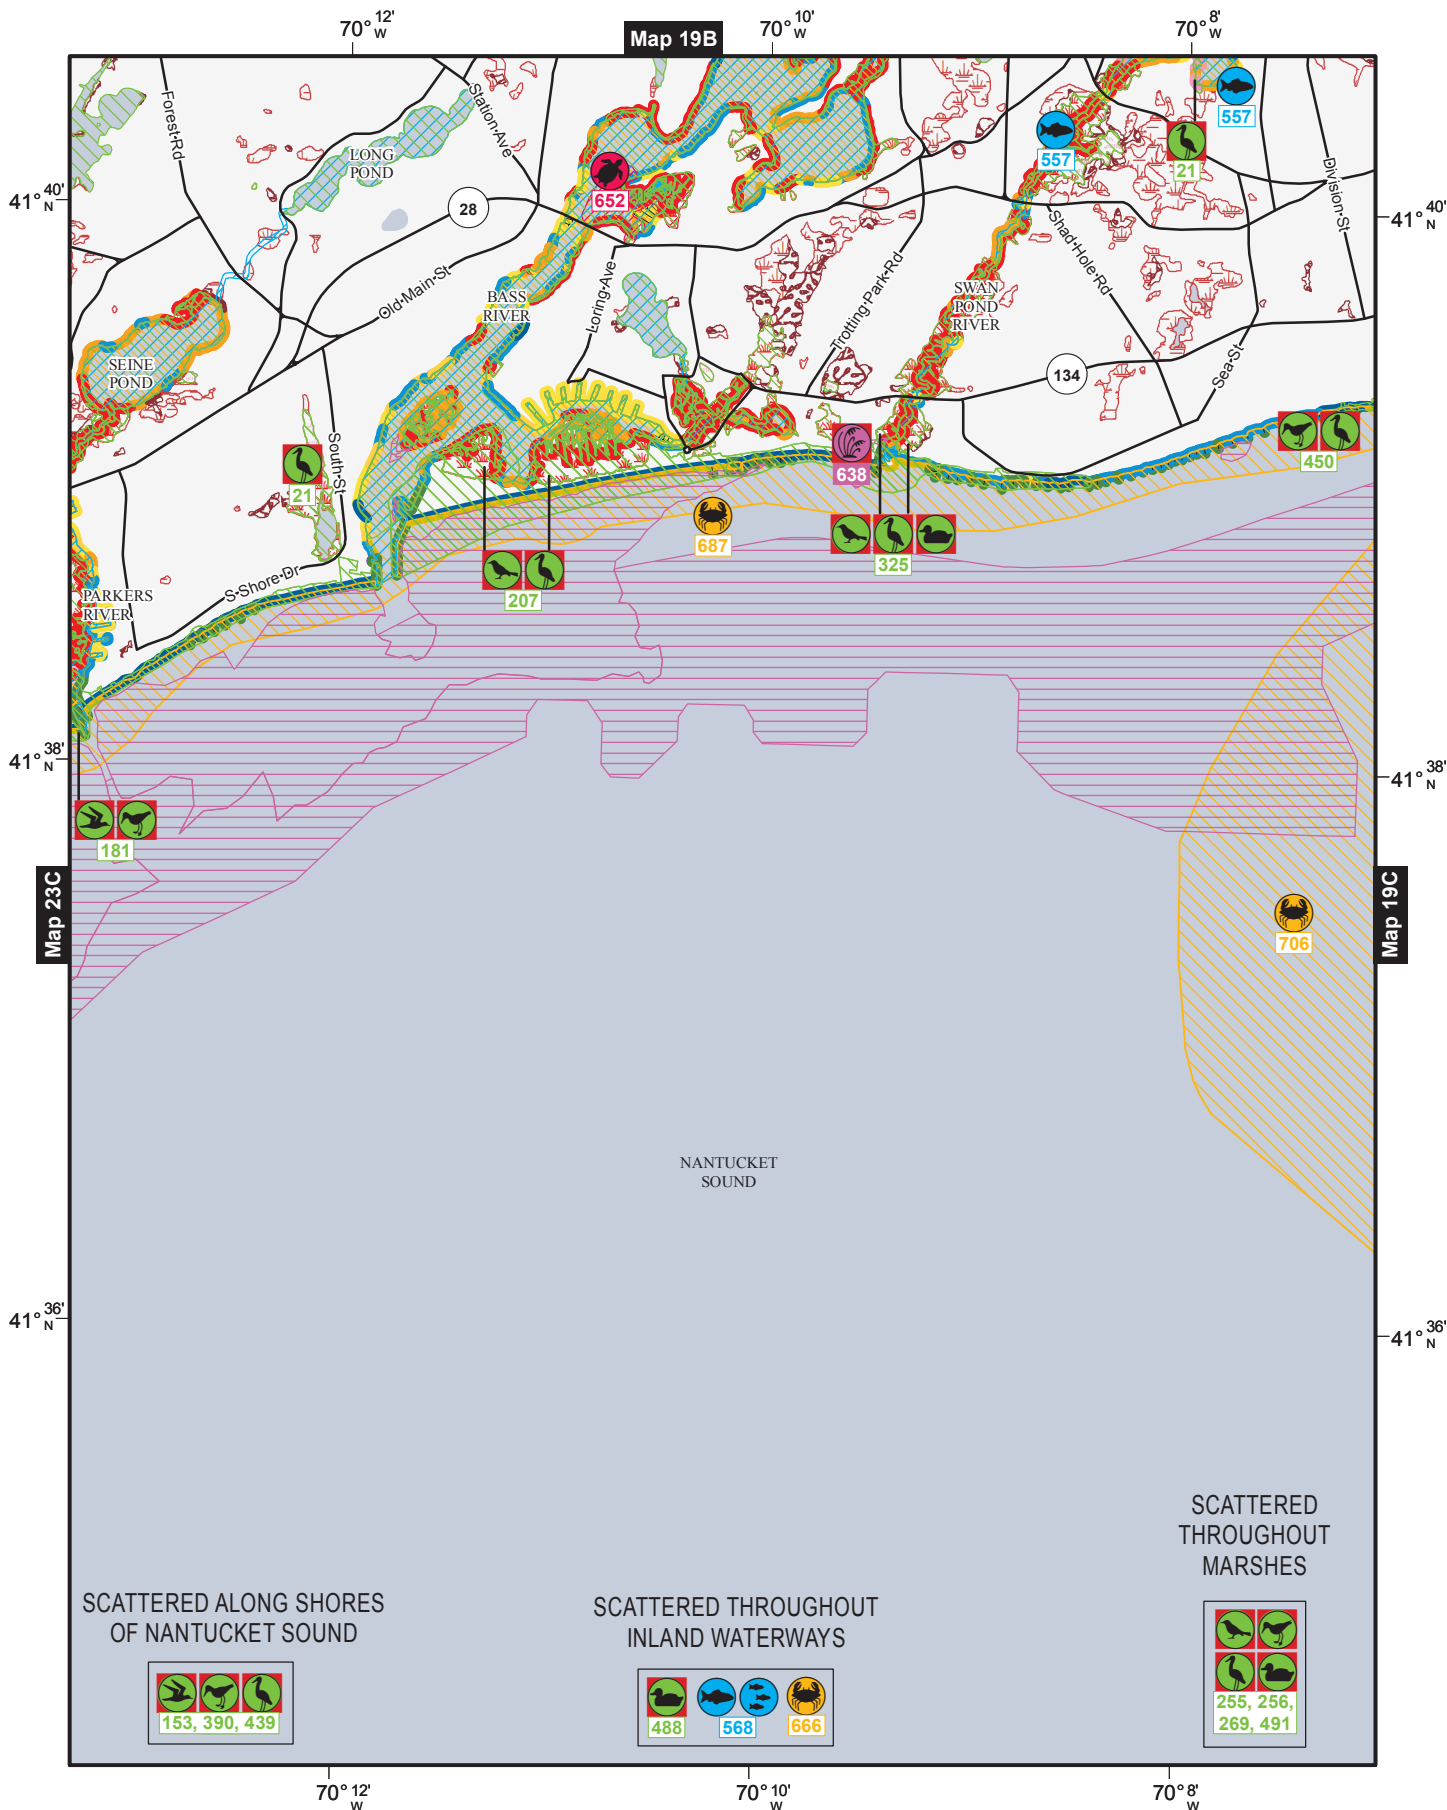 70° 12' W
Map 19B
70° 10' W
70° 8' W
Forest Rd
Station Ave
LONG
POND
557
557
21
Division St
41° 40' N
652
28
41° 40' N
Shad Hole Rd
Old Main St
BASS
RIVER
Loring Ave
Trotting Park Rd
SWAN
POND
RIVER
SEINE
POND
134
Sea St
South St
21
638
450
687
325
207
S Shore Dr
PARKERS
RIVER
41° 38' N
41° 38' N
181
Map 23C
Map 19C
706
NANTUCKET
SOUND
41° 36' N
41° 36' N
SCATTERED ALONG SHORES
OF NANTUCKET SOUND
153, 390, 439
SCATTERED THROUGHOUT
INLAND WATERWAYS
488
568
666
SCATTERED
THROUGHOUT
MARSHES
255, 256,
269, 491
70° 12' W
70° 10' W
70° 8' W